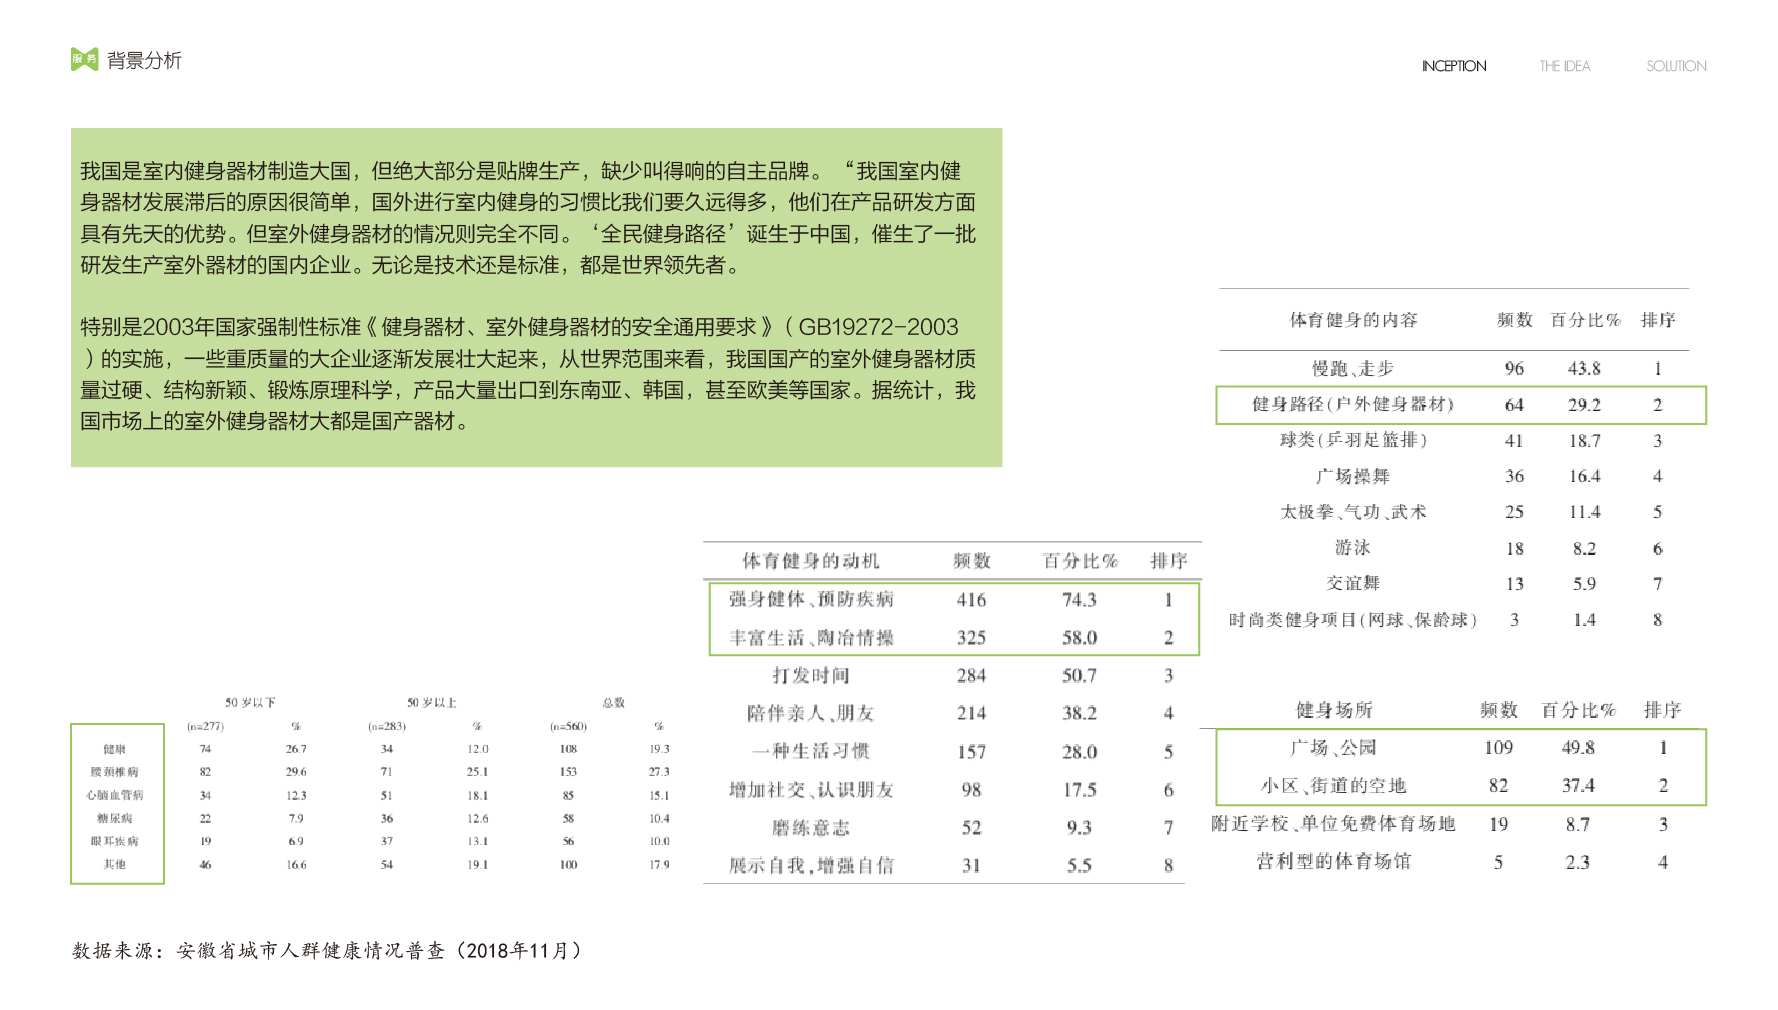 服务 背景分析
INCEPTION THE IDEA SOLUTION
我国是室内健身器材制造大国，但绝大部分是贴牌生产，缺少叫得响的自主品牌。 “我国室内健
身器材发展滞后的原因很简单，国外进行室内健身的习惯比我们要久远得多，他们在产品研发方面
具有先天的优势。但室外健身器材的情况则完全不同。‘全民健身路径’诞生于中国，催生了一批
研发生产室外器材的国内企业。无论是技术还是标准，都是世界领先者。
特别是2003年国家强制性标准《健身器材、室外健身器材的安全通用要求》（GB19272-2003
）的实施，一些重质量的大企业逐渐发展壮大起来，从世界范围来看，我国国产的室外健身器材质
量过硬、结构新颖、锻炼原理科学，产品大量出口到东南亚、韩国，甚至欧美等国家。据统计，我
国市场上的室外健身器材大都是国产器材。
50 岁以下 50 岁以上 总数
(n=277) % (n=283) % (n=560) %
健康 74 26.7 34 12.0 108 19.3
腰颈椎病 82 29.6 71 25.1 153 27.3
心脑血管病 34 12.3 51 18.1 85 15.1
糖尿病 22 7.9 36 12.6 58 10.4
眼耳疾病 19 6.9 37 13.1 56 10.0
其他 46 16.6 54 19.1 100 17.9
体育健身的动机 频数 百分比% 排序
强身健体、预防疾病 416 74.3 1
丰富生活、陶冶情操 325 58.0 2
打发时间 284 50.7 3
陪伴亲人、朋友 214 38.2 4
一种生活习惯 157 28.0 5
增加社交、认识朋友 98 17.5 6
磨练意志 52 9.3 7
展示自我,增强自信 31 5.5 8
体育健身的内容 频数 百分比% 排序
慢跑、走步 96 43.8 1
健身路径(户外健身器材) 64 29.2 2
球类(乒羽足篮排) 41 18.7 3
广场操舞 36 16.4 4
太极拳、气功、武术 25 11.4 5
游泳 18 8.2 6
交谊舞 13 5.9 7
时尚类健身项目(网球、保龄球) 3 1.4 8
健身场所 频数 百分比% 排序
广场、公园 109 49.8 1
小区、街道的空地 82 37.4 2
附近学校、单位免费体育场地 19 8.7 3
营利型的体育场馆 5 2.3 4
数据来源：安徽省城市人群健康情况普查（2018年11月）